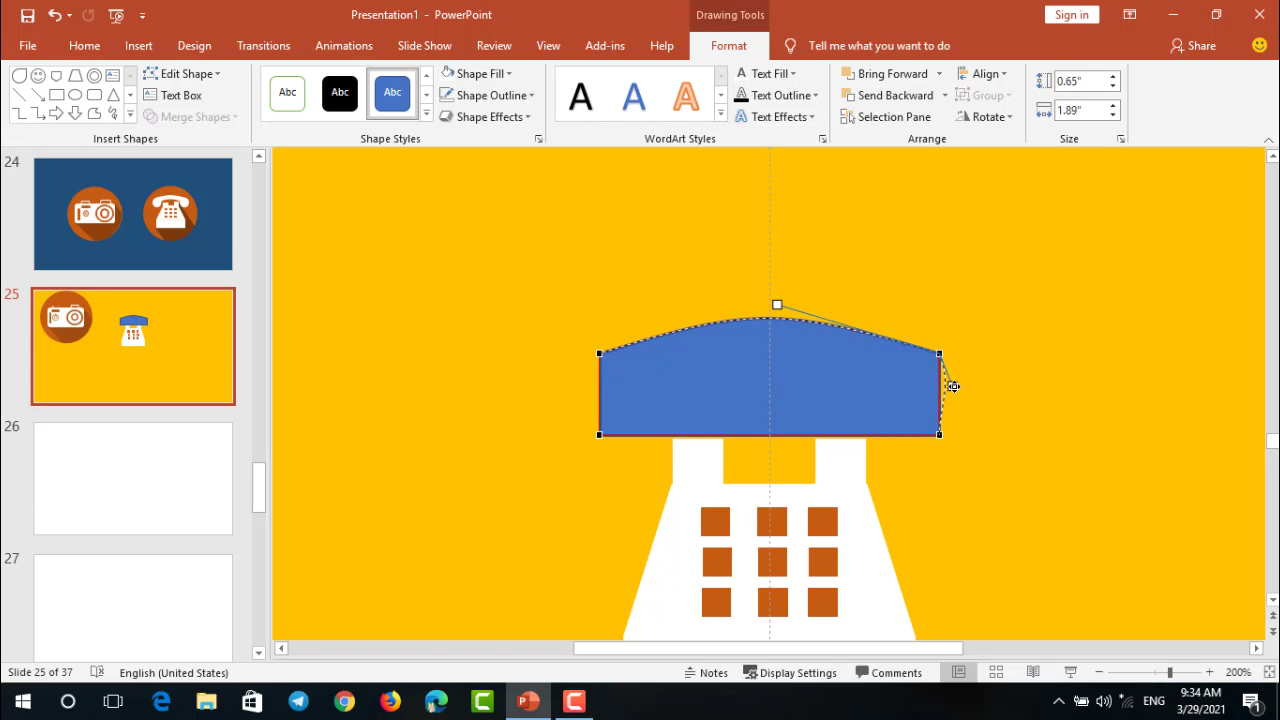 Presentation1 - PowerPoint
Drawing Tools
Sign in
File Home Insert Design Transitions Animations Slide Show Review View Add-ins Help Format Tell me what you want to do Share
Edit Shape
Text Box
Merge Shapes
Insert Shapes
Abc Abc Abc
Shape Fill
Shape Outline
Shape Effects
Shape Styles
A A A
Text Fill
Text Outline
Text Effects
WordArt Styles
Bring Forward
Send Backward
Selection Pane
Align
Group
Rotate
Arrange
0.65"
1.89"
Size
24
25
26
27
Slide 25 of 37 English (United States) Notes Display Settings Comments 200%
ENG
9:34 AM
3/29/2021